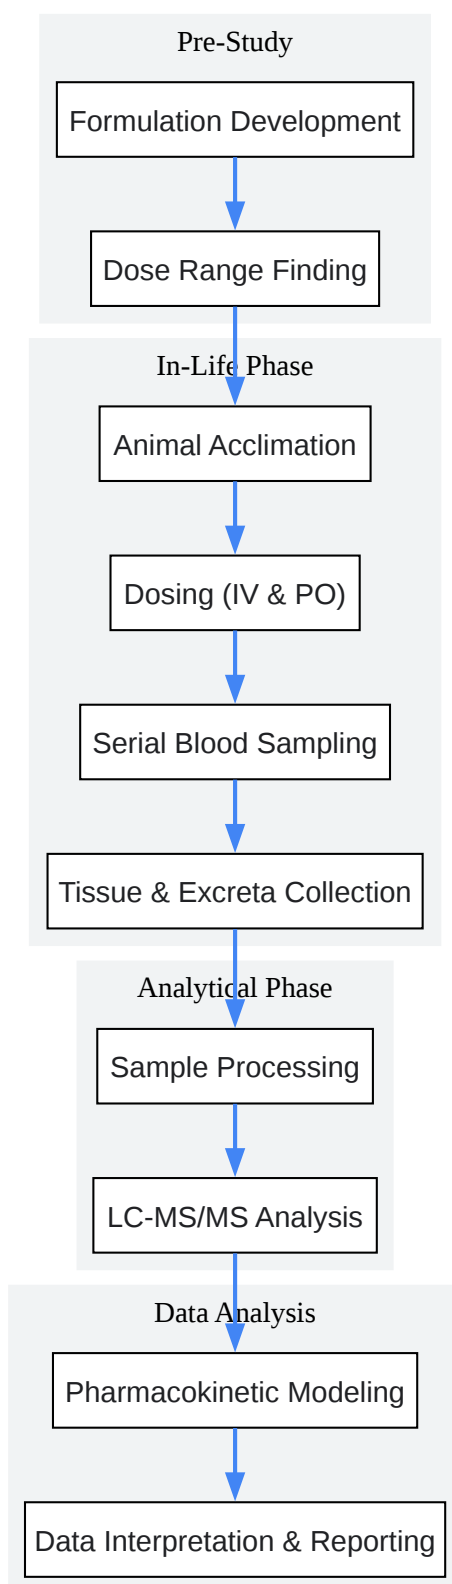 Pre-Study
Formulation Development
Dose Range Finding
In-Life Phase
Animal Acclimation
Dosing (IV & PO)
Serial Blood Sampling
Tissue & Excreta Collection
Analytical Phase
Sample Processing
LC-MS/MS Analysis
Data Analysis
Pharmacokinetic Modeling
Data Interpretation & Reporting